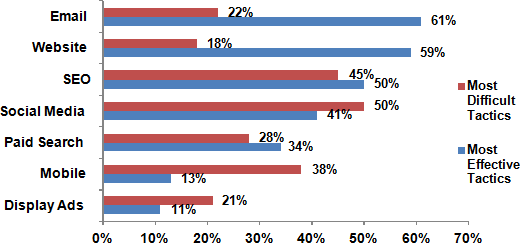 Email
22%
61%
Website
18%
59%
SEO
45%
50%
Social Media
50%
41%
Paid Search
28%
34%
Mobile
38%
13%
Display Ads
21%
11%
Most
Difficult
Tactics
Most
Effective
Tactics
0% 10% 20% 30% 40% 50% 60% 70%